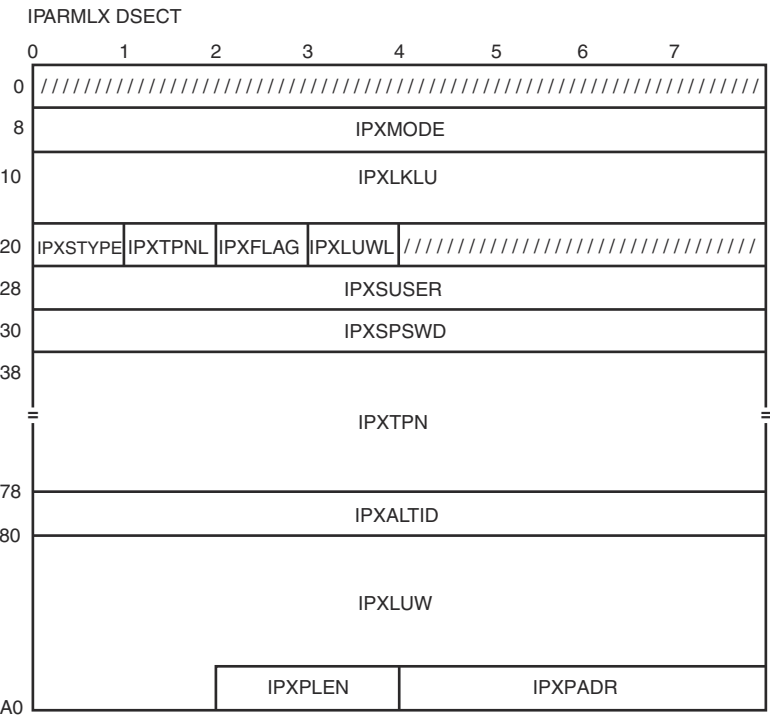 IPARMLX DSECT
0 1 2 3 4 5 6 7
0 //////////////////////////////////////////////////////////////////
8 IPXMODE
10 IPXLKLU
20 IPXSTYPE IPXTPNL IPXFLAG IPXLUWL /////////////////////////////////
28 IPXSUSER
30 IPXSPSWD
38
= =
IPXTPN
78
IPXALTID
80
IPXLUW
IPXPLEN IPXPADR
A0